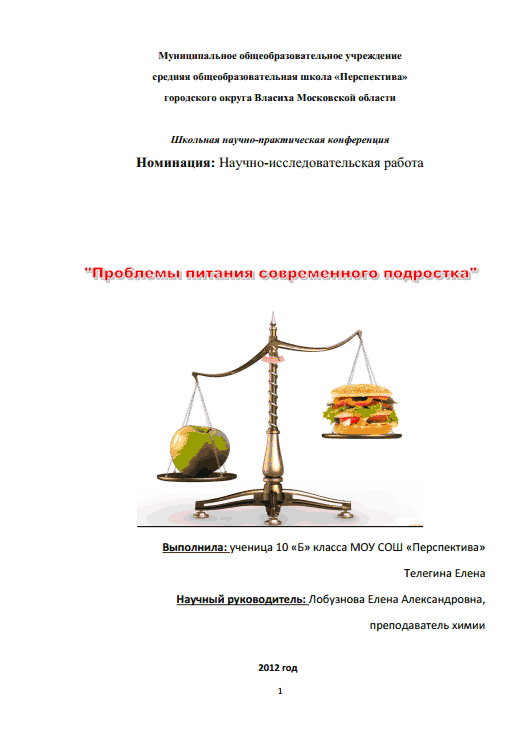 Муниципальное общеобразовательное учреждение
средняя общеобразовательная школа «Перспектива»
городского округа Власиха Московской области
Школьная научно-практическая конференция
Номинация: Научно-исследовательская работа
"Проблемы питания современного подростка"
Выполнила: ученица 10 «Б» класса МОУ СОШ «Перспектива»
Телегина Елена
Научный руководитель: Лобузнова Елена Александровна,
преподаватель химии
2012 год
1